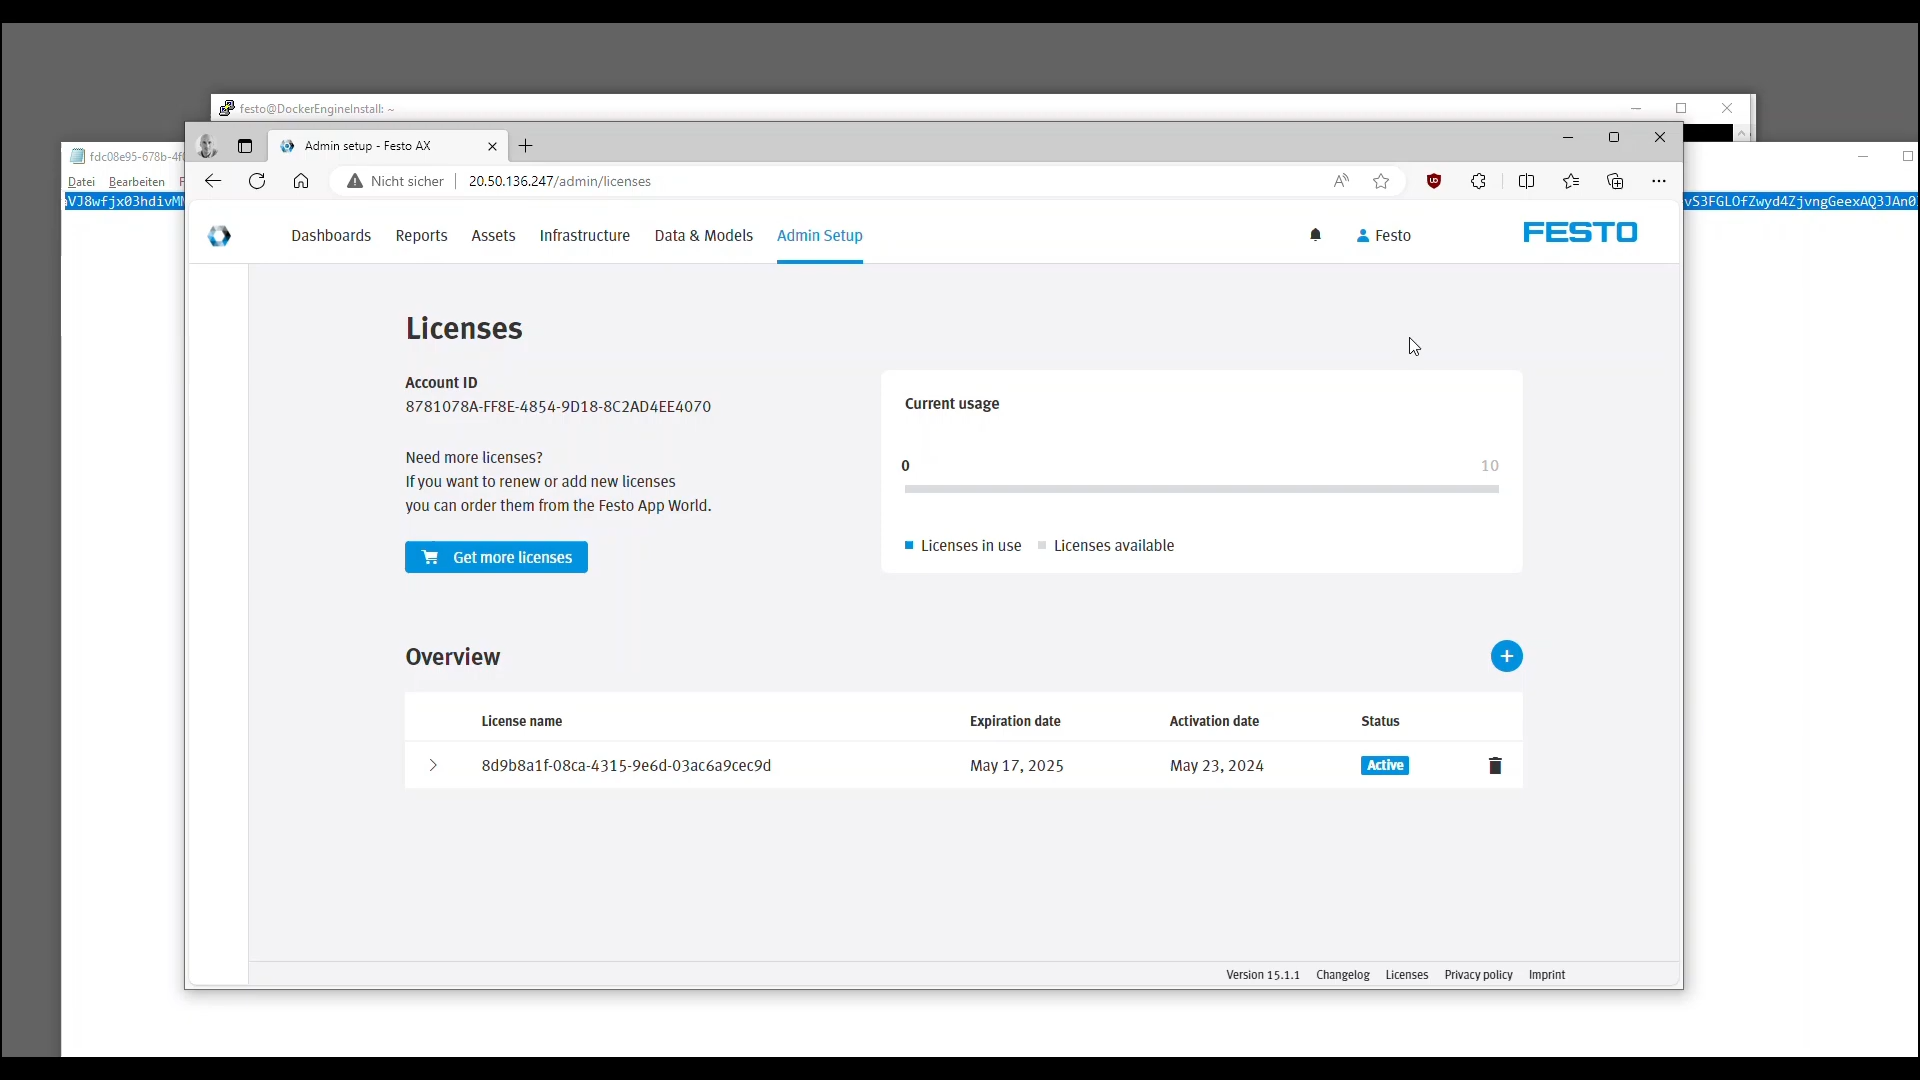 festo@DockerEngineInstall: ~
fdc08e95-678b-4f
Datei Bearbeiten
Admin setup - Festo AX
Nicht sicher 20.50.136.247/admin/licenses
VJ8wfjx03hdivM
vS3FGLOfZwyd4ZjvngGeexAQ3JAn0
Dashboards Reports Assets Infrastructure Data & Models Admin Setup Festo FESTO
Licenses
Account ID
8781078A-FF8E-4854-9D18-8C2AD4EE4070
Need more licenses?
If you want to renew or add new licenses
you can order them from the Festo App World.
Get more licenses
Current usage
0 10
Licenses in use Licenses available
Overview
License name Expiration date Activation date Status
8d9b8a1f-08ca-4315-9e6d-03ac6a9cec9d May 17, 2025 May 23, 2024 Active
Version 15.1.1 Changelog Licenses Privacy policy Imprint